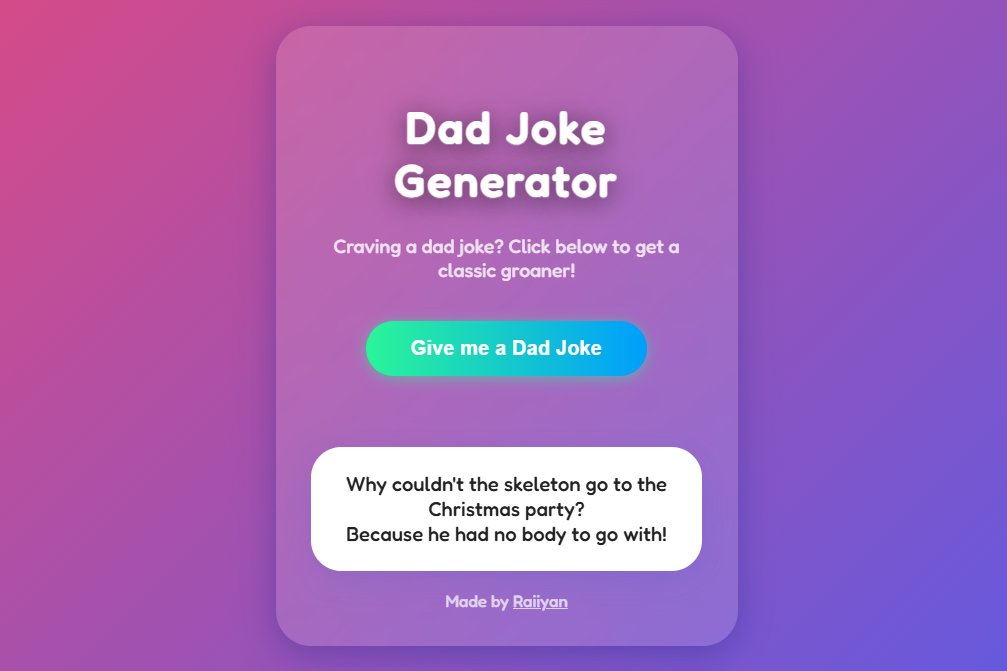 Dad Joke
Generator
Craving a dad joke? Click below to get a
classic groaner!
Give me a Dad Joke
Why couldn't the skeleton go to the
Christmas party?
Because he had no body to go with!
Made by Raiiyan